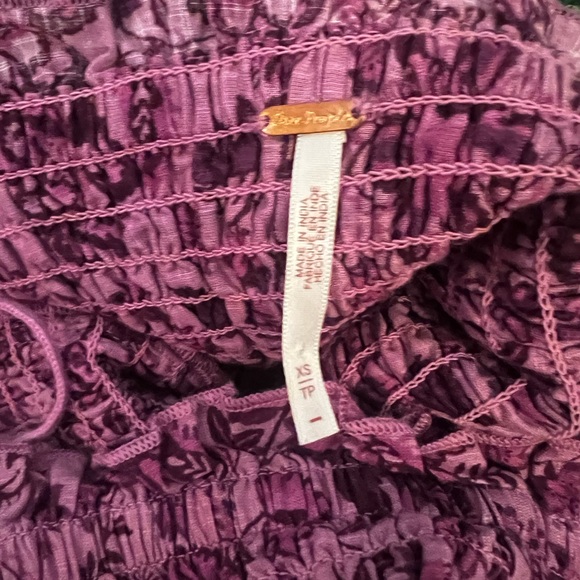 Free People
MADE IN INDIA
FABRIQUÉ EN INDE
HECHO EN INDIA
XS
TP
I